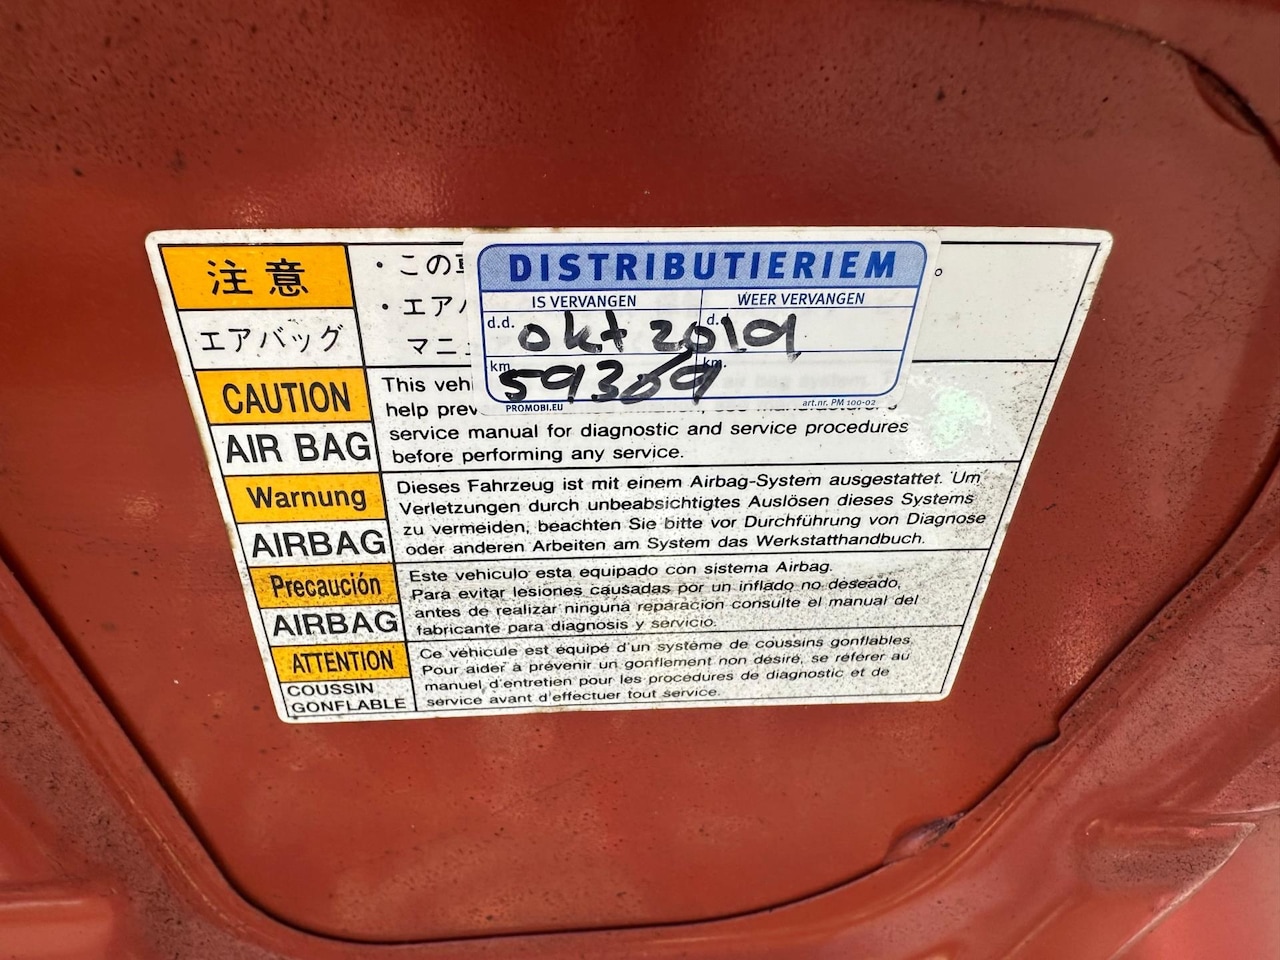 注意
エアバッグ
・この車
・エアバ
マニュ
。
DISTRIBUTIERIEM
IS VERVANGEN
WEER VERVANGEN
d.d.
okt 2019
km.
km.
59369
PROMOBI.EU
art.nr. PM 100-02
CAUTION
AIR BAG
This vehi
help prev
service manual for diagnostic and service procedures
before performing any service.
Warnung
AIRBAG
Dieses Fahrzeug ist mit einem Airbag-System ausgestattet. Um
Verletzungen durch unbeabsichtigtes Auslösen dieses Systems
zu vermeiden, beachten Sie bitte vor Durchführung von Diagnose
oder anderen Arbeiten am System das Werkstatthandbuch.
Precaución
AIRBAG
Este vehiculo esta equipado con sistema Airbag.
Para evitar lesiones causadas por un inflado no deseado,
antes de realizar ninguna reparacion consulte el manual del
fabricante para diagnosis y servicio.
ATTENTION
COUSSIN
GONFLABLE
Ce véhicule est équipé d'un système de coussins gonflables.
Pour aider à prévenir un gonflement non désiré, se référer au
manuel d'entretien pour les procédures de diagnostic et de
service avant d'effectuer tout service.